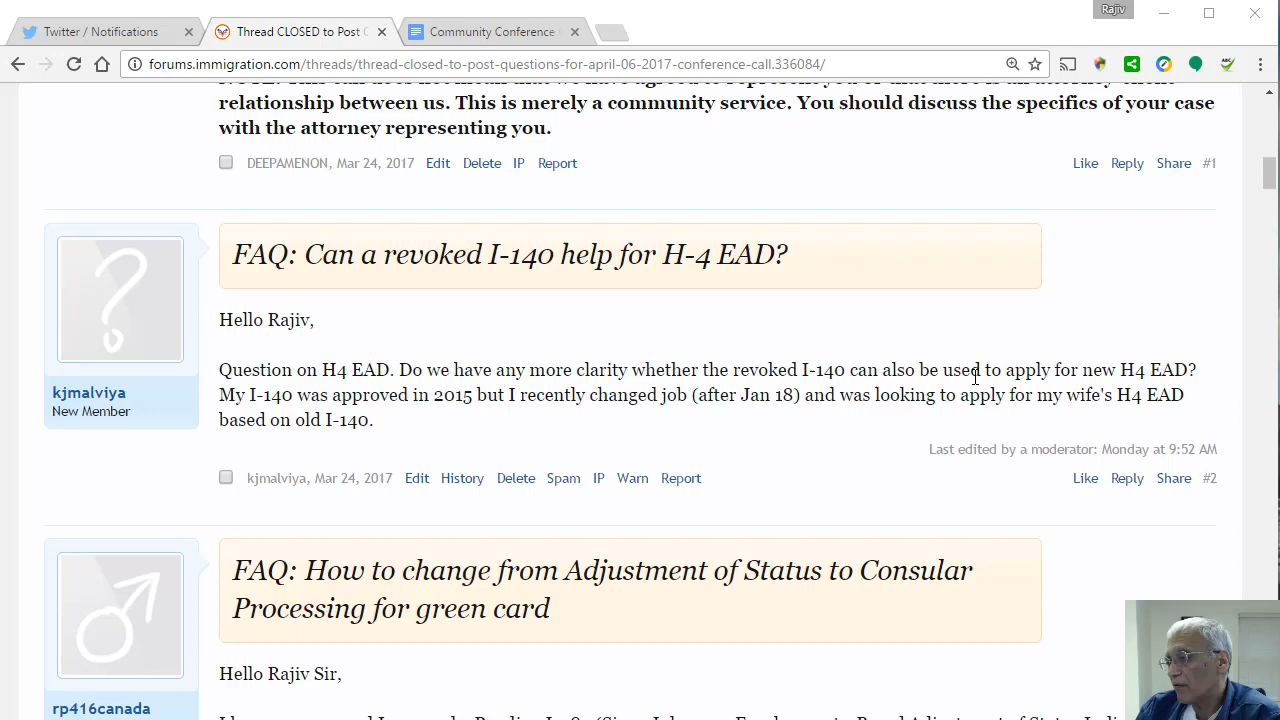 Rajiv
Twitter / Notifications
Thread CLOSED to Post
Community Conference
forums.immigration.com/threads/thread-closed-to-post-questions-for-april-06-2017-conference-call.336084/
ABC
relationship between us. This is merely a community service. You should discuss the specifics of your case
with the attorney representing you.
DEEPAMENON, Mar 24, 2017 Edit Delete IP Report Like Reply Share #1
FAQ: Can a revoked I-140 help for H-4 EAD?
Hello Rajiv,
Question on H4 EAD. Do we have any more clarity whether the revoked I-140 can also be used to apply for new H4 EAD?
My I-140 was approved in 2015 but I recently changed job (after Jan 18) and was looking to apply for my wife's H4 EAD
based on old I-140.
kjmalviya
New Member
Last edited by a moderator: Monday at 9:52 AM
kjmalviya, Mar 24, 2017 Edit History Delete Spam IP Warn Report Like Reply Share #2
FAQ: How to change from Adjustment of Status to Consular
Processing for green card
Hello Rajiv Sir,
rp416canada